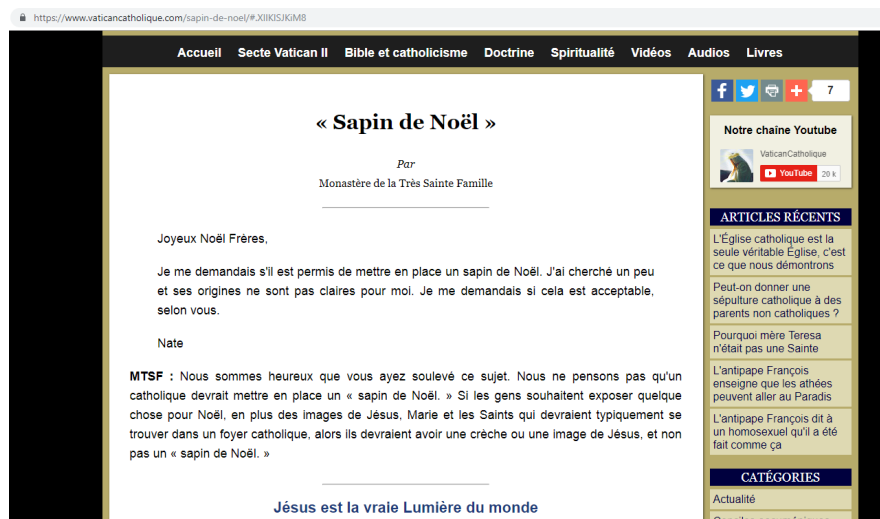 https://www.vaticancatholique.com/sapin-de-noel/#.XIIKISJKiM8
Accueil Secte Vatican II Bible et catholicisme Doctrine Spiritualité Vidéos Audios Livres
« Sapin de Noël »
Par
Monastère de la Très Sainte Famille
Joyeux Noël Frères,
Je me demandais s'il est permis de mettre en place un sapin de Noël. J'ai cherché un peu
et ses origines ne sont pas claires pour moi. Je me demandais si cela est acceptable,
selon vous.
Nate
MTSF : Nous sommes heureux que vous ayez soulevé ce sujet. Nous ne pensons pas qu'un
catholique devrait mettre en place un « sapin de Noël. » Si les gens souhaitent exposer quelque
chose pour Noël, en plus des images de Jésus, Marie et les Saints qui devraient typiquement se
trouver dans un foyer catholique, alors ils devraient avoir une crèche ou une image de Jésus, et non
pas un « sapin de Noël. »
Jésus est la vraie Lumière du monde
7
Notre chaîne Youtube
VaticanCatholique
YouTube 20 k
ARTICLES RÉCENTS
L'Église catholique est la
seule véritable Église, c'est
ce que nous démontrons
Peut-on donner une
sépulture catholique à des
parents non catholiques ?
Pourquoi mère Teresa
n'était pas une Sainte
L'antipape François
enseigne que les athées
peuvent aller au Paradis
L'antipape François dit à
un homosexuel qu'il a été
fait comme ça
CATÉGORIES
Actualité